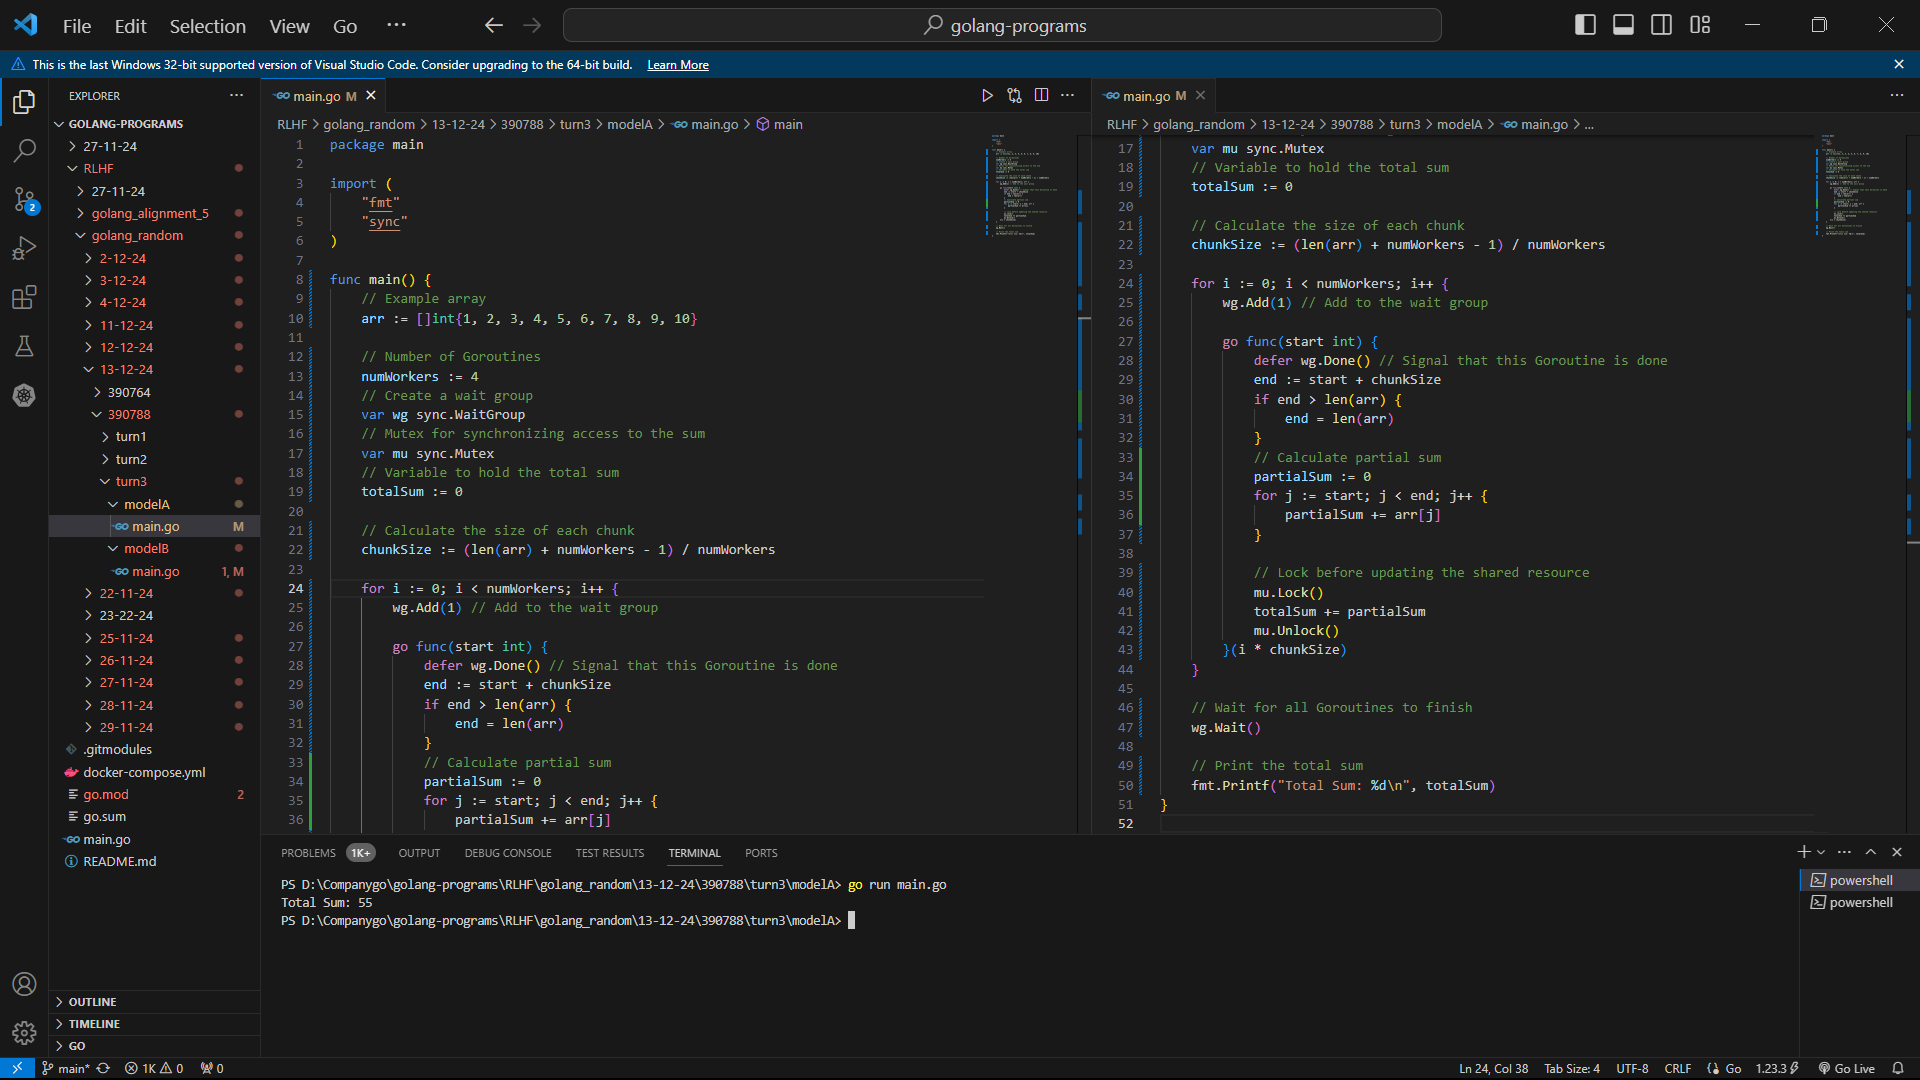 File Edit Selection View Go ···
golang-programs
This is the last Windows 32-bit supported version of Visual Studio Code. Consider upgrading to the 64-bit build. Learn More
EXPLORER
GOLANG-PROGRAMS
27-11-24
RLHF
27-11-24
golang_alignment_5
golang_random
2-12-24
3-12-24
4-12-24
11-12-24
12-12-24
13-12-24
390764
390788
turn1
turn2
turn3
modelA
main.go M
modelB
main.go 1, M
22-11-24
23-22-24
25-11-24
26-11-24
27-11-24
28-11-24
29-11-24
.gitmodules
docker-compose.yml
go.mod 2
go.sum
main.go
README.md
OUTLINE
TIMELINE
GO
2
main.go M
RLHF > golang_random > 13-12-24 > 390788 > turn3 > modelA > main.go > main
1 package main
2
3 import (
4 "fmt"
5 "sync"
6 )
7
8 func main() {
9 // Example array
10 arr := []int{1, 2, 3, 4, 5, 6, 7, 8, 9, 10}
11
12 // Number of Goroutines
13 numWorkers := 4
14 // Create a wait group
15 var wg sync.WaitGroup
16 // Mutex for synchronizing access to the sum
17 var mu sync.Mutex
18 // Variable to hold the total sum
19 totalSum := 0
20
21 // Calculate the size of each chunk
22 chunkSize := (len(arr) + numWorkers - 1) / numWorkers
23
24 for i := 0; i < numWorkers; i++ {
25 wg.Add(1) // Add to the wait group
26
27 go func(start int) {
28 defer wg.Done() // Signal that this Goroutine is done
29 end := start + chunkSize
30 if end > len(arr) {
31 end = len(arr)
32 }
33 // Calculate partial sum
34 partialSum := 0
35 for j := start; j < end; j++ {
36 partialSum += arr[j]
main.go M
RLHF > golang_random > 13-12-24 > 390788 > turn3 > modelA > main.go > ...
17 var mu sync.Mutex
18 // Variable to hold the total sum
19 totalSum := 0
20
21 // Calculate the size of each chunk
22 chunkSize := (len(arr) + numWorkers - 1) / numWorkers
23
24 for i := 0; i < numWorkers; i++ {
25 wg.Add(1) // Add to the wait group
26
27 go func(start int) {
28 defer wg.Done() // Signal that this Goroutine is done
29 end := start + chunkSize
30 if end > len(arr) {
31 end = len(arr)
32 }
33 // Calculate partial sum
34 partialSum := 0
35 for j := start; j < end; j++ {
36 partialSum += arr[j]
37 }
38
39 // Lock before updating the shared resource
40 mu.Lock()
41 totalSum += partialSum
42 mu.Unlock()
43 }(i * chunkSize)
44 }
45
46 // Wait for all Goroutines to finish
47 wg.Wait()
48
49 // Print the total sum
50 fmt.Printf("Total Sum: %d\n", totalSum)
51 }
52
PROBLEMS 1K+ OUTPUT DEBUG CONSOLE TEST RESULTS TERMINAL PORTS
PS D:\Companygo\golang-programs\RLHF\golang_random\13-12-24\390788\turn3\modelA> go run main.go
Total Sum: 55
PS D:\Companygo\golang-programs\RLHF\golang_random\13-12-24\390788\turn3\modelA>
powershell
powershell
main* 1K 0 0 Ln 24, Col 38 Tab Size: 4 UTF-8 CRLF Go 1.23.3 Go Live